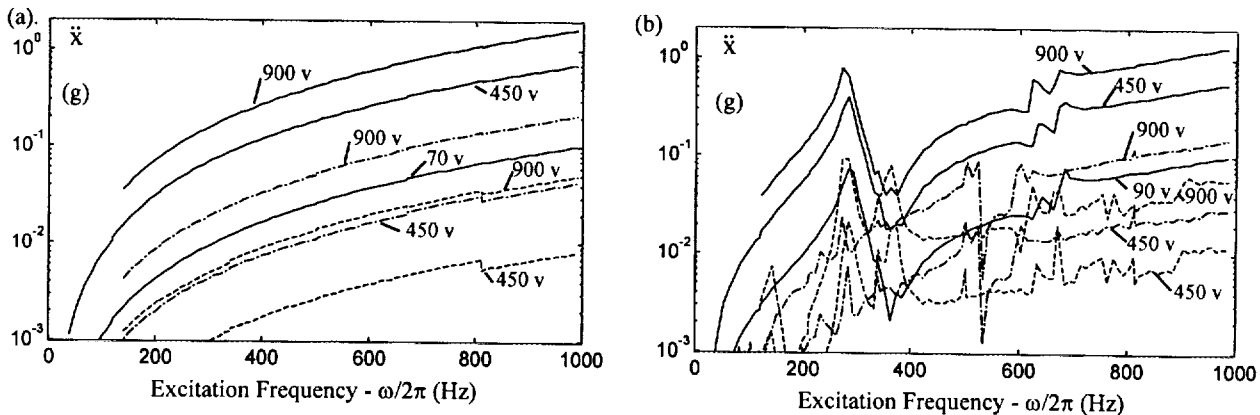 (a)
ẍ
(g)
10⁰
10⁻¹
10⁻²
10⁻³
900 v
450 v
900 v
70 v
900 v
450 v
450 v
0 200 400 600 800 1000
Excitation Frequency - ω/2π (Hz)
(b)
ẍ
(g)
10⁰
10⁻¹
10⁻²
10⁻³
900 v
450 v
900 v
90 v
900 v
450 v
450 v
0 200 400 600 800 1000
Excitation Frequency - ω/2π (Hz)